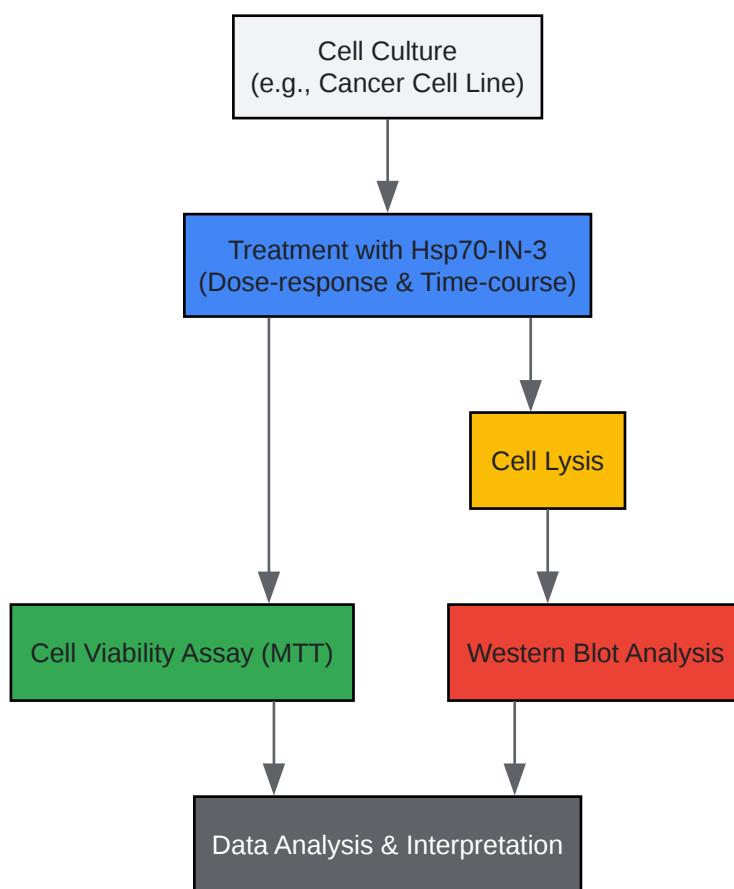 Cell Culture
(e.g., Cancer Cell Line)
Treatment with Hsp70-IN-3
(Dose-response & Time-course)
Cell Lysis
Cell Viability Assay (MTT)
Western Blot Analysis
Data Analysis & Interpretation